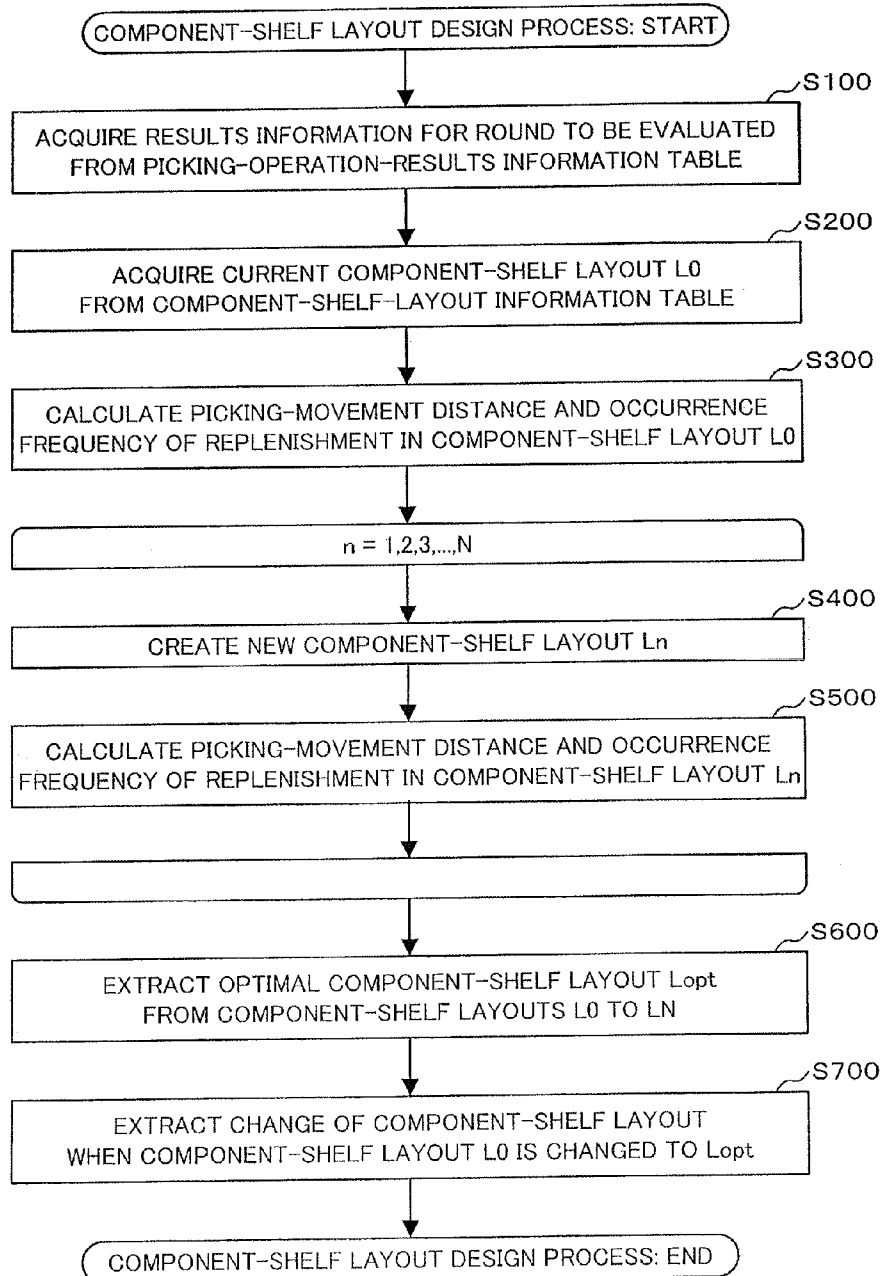 COMPONENT-SHELF LAYOUT DESIGN PROCESS: START
S100
ACQUIRE RESULTS INFORMATION FOR ROUND TO BE EVALUATED
FROM PICKING-OPERATION-RESULTS INFORMATION TABLE
S200
ACQUIRE CURRENT COMPONENT-SHELF LAYOUT L0
FROM COMPONENT-SHELF-LAYOUT INFORMATION TABLE
S300
CALCULATE PICKING-MOVEMENT DISTANCE AND OCCURRENCE
FREQUENCY OF REPLENISHMENT IN COMPONENT-SHELF LAYOUT L0
n = 1,2,3,...,N
S400
CREATE NEW COMPONENT-SHELF LAYOUT Ln
S500
CALCULATE PICKING-MOVEMENT DISTANCE AND OCCURRENCE
FREQUENCY OF REPLENISHMENT IN COMPONENT-SHELF LAYOUT Ln
S600
EXTRACT OPTIMAL COMPONENT-SHELF LAYOUT Lopt
FROM COMPONENT-SHELF LAYOUTS L0 TO LN
S700
EXTRACT CHANGE OF COMPONENT-SHELF LAYOUT
WHEN COMPONENT-SHELF LAYOUT L0 IS CHANGED TO Lopt
COMPONENT-SHELF LAYOUT DESIGN PROCESS: END